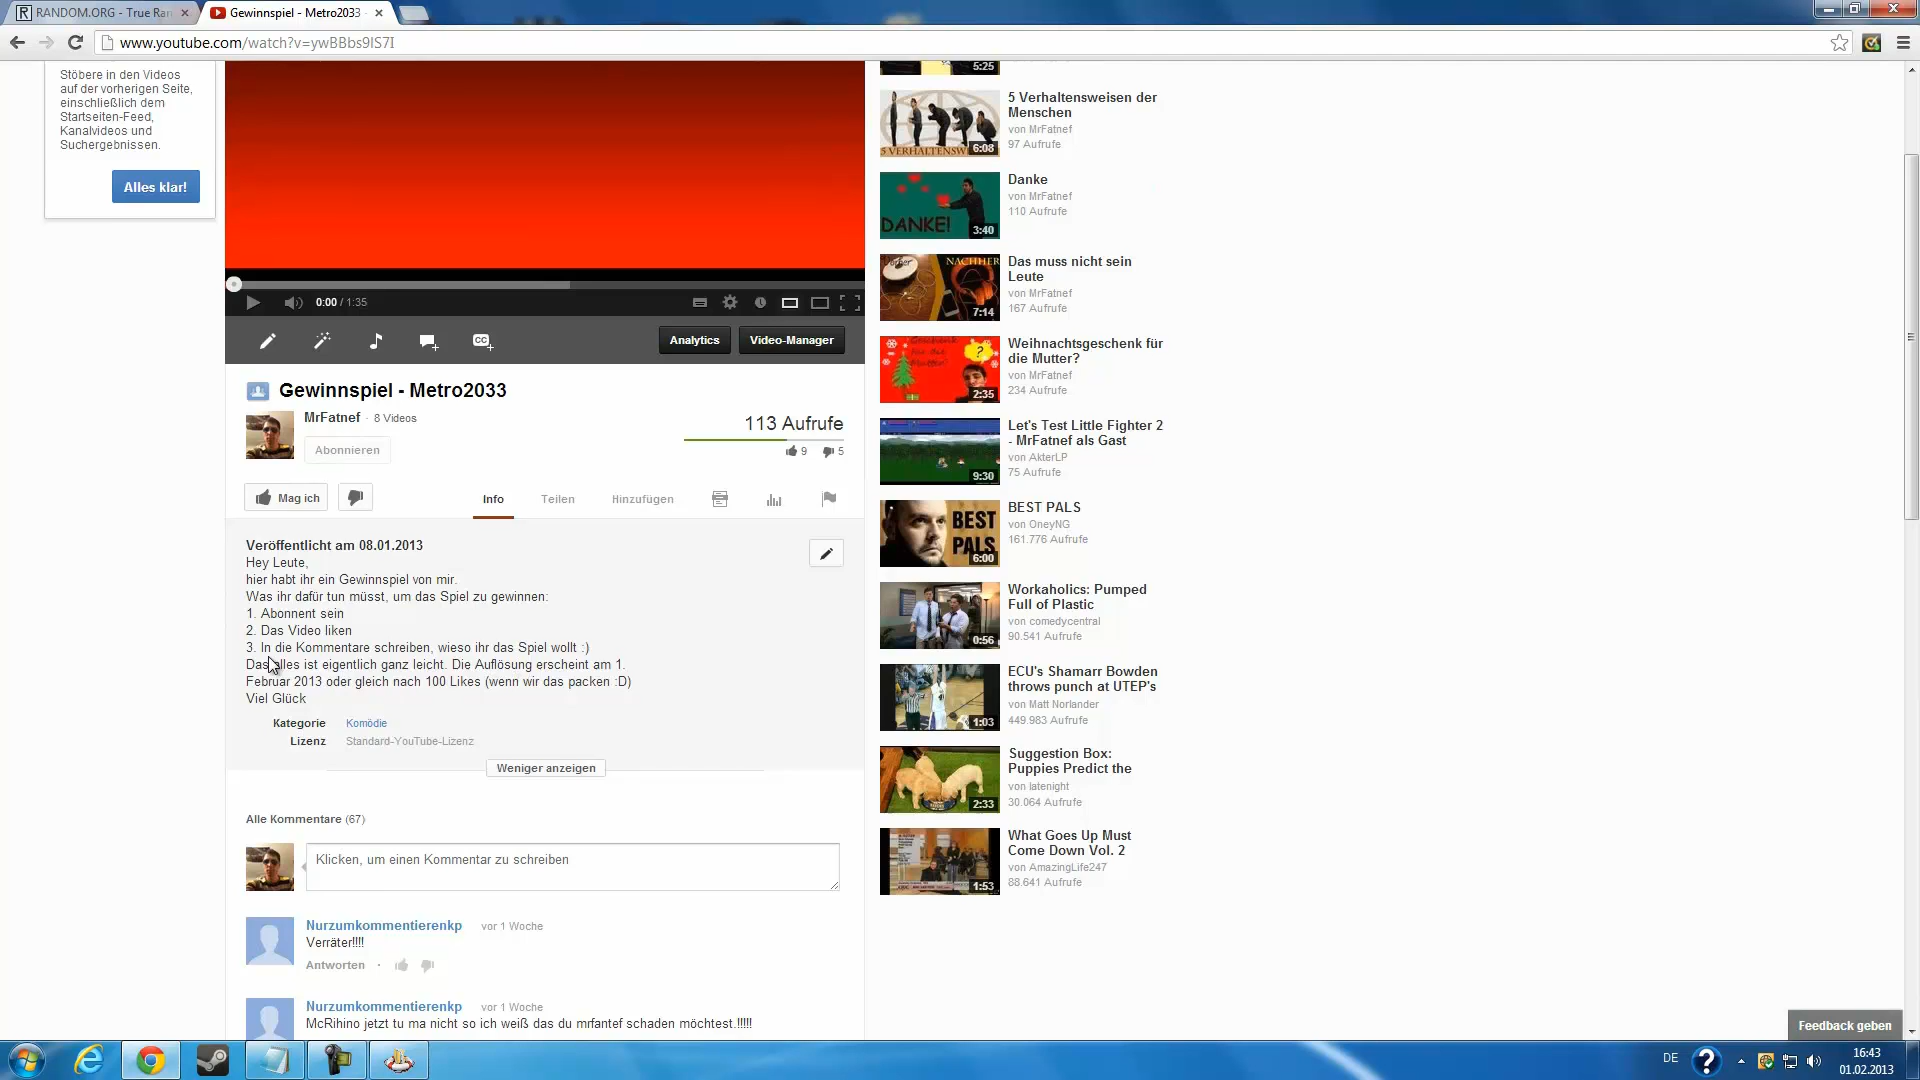 RANDOM.ORG - True Ran
Gewinnspiel - Metro2033
www.youtube.com/watch?v=ywBBbs9IS7I
Stöbere in den Videos
auf der vorherigen Seite,
einschließlich dem
Startseiten-Feed,
Kanalvideos und
Suchergebnissen.
Alles klar!
0:00 / 1:35
Analytics
Video-Manager
Gewinnspiel - Metro2033
MrFatnef · 8 Videos
Abonnieren
113 Aufrufe
9
5
Mag ich
Info
Teilen
Hinzufügen
Veröffentlicht am 08.01.2013
Hey Leute,
hier habt ihr ein Gewinnspiel von mir.
Was ihr dafür tun müsst, um das Spiel zu gewinnen:
1. Abonnent sein
2. Das Video liken
3. In die Kommentare schreiben, wieso ihr das Spiel wollt :)
Das alles ist eigentlich ganz leicht. Die Auflösung erscheint am 1.
Februar 2013 oder gleich nach 100 Likes (wenn wir das packen :D)
Viel Glück
Kategorie Komödie
Lizenz Standard-YouTube-Lizenz
Weniger anzeigen
Alle Kommentare (67)
Klicken, um einen Kommentar zu schreiben
Nurzumkommentierenkp vor 1 Woche
Verräter!!!!
Antworten ·
Nurzumkommentierenkp vor 1 Woche
McRihino jetzt tu ma nicht so ich weiß das du mrfantef schaden möchtest.!!!!!
5:25
5 Verhaltensweisen der
Menschen
von MrFatnef
97 Aufrufe
5 VERHALTENSW
6:08
Danke
von MrFatnef
110 Aufrufe
DANKE!
3:40
Das muss nicht sein
Leute
von MrFatnef
167 Aufrufe
NACHHER
7:14
Weihnachtsgeschenk für
die Mutter?
von MrFatnef
234 Aufrufe
?
2:35
Let's Test Little Fighter 2
- MrFatnef als Gast
von AkterLP
75 Aufrufe
9:30
BEST PALS
von OneyNG
161.776 Aufrufe
BEST
PALS
6:00
Workaholics: Pumped
Full of Plastic
von comedycentral
90.541 Aufrufe
0:56
ECU's Shamarr Bowden
throws punch at UTEP's
von Matt Norlander
449.983 Aufrufe
1:03
Suggestion Box:
Puppies Predict the
von latenight
30.064 Aufrufe
2:33
What Goes Up Must
Come Down Vol. 2
von AmazingLife247
88.641 Aufrufe
1:53
Feedback geben
DE
16:43
01.02.2013